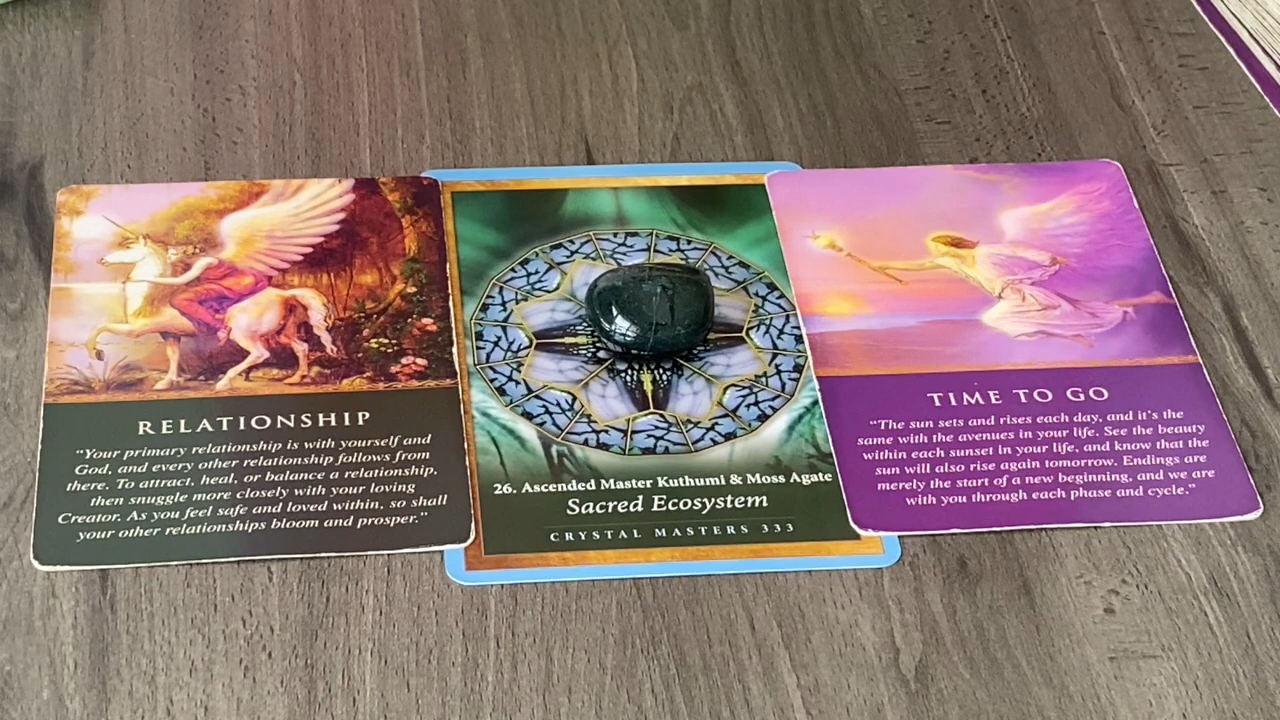 RELATIONSHIP
"Your primary relationship is with yourself and
God, and every other relationship follows from
there. To attract, heal, or balance a relationship,
then snuggle more closely with your loving
Creator. As you feel safe and loved within, so shall
your other relationships bloom and prosper."
26. Ascended Master Kuthumi & Moss Agate
Sacred Ecosystem
CRYSTAL MASTERS 333
TIME TO GO
"The sun sets and rises each day, and it's the
same with the avenues in your life. See the beauty
within each sunset in your life, and know that the
sun will also rise again tomorrow. Endings are
merely the start of a new beginning, and we are
with you through each phase and cycle."